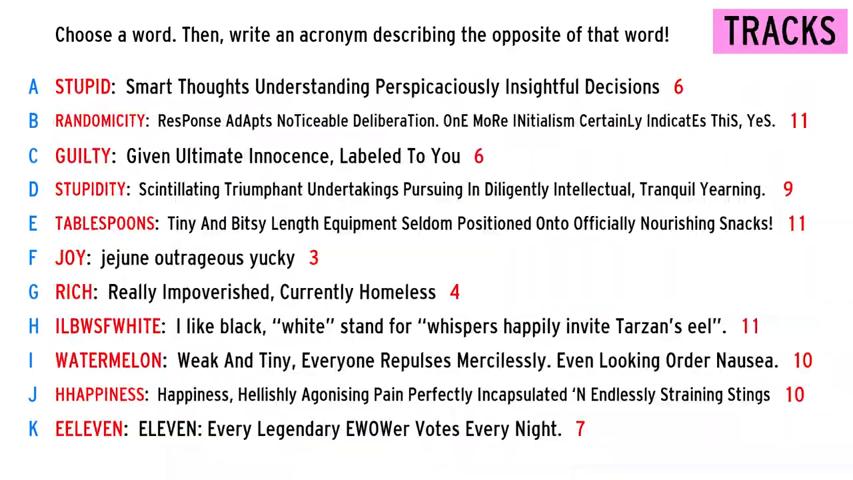 Choose a word. Then, write an acronym describing the opposite of that word!
TRACKS
A STUPID: Smart Thoughts Understanding Perspicaciously Insightful Decisions 6
B RANDOMICITY: ResPonse AdApts NoTiceable DeliberaTion. OnE MoRe INitialism CertainLy IndicatEs ThiS, YeS. 11
C GUILTY: Given Ultimate Innocence, Labeled To You 6
D STUPIDITY: Scintillating Triumphant Undertakings Pursuing In Diligently Intellectual, Tranquil Yearning. 9
E TABLESPOONS: Tiny And Bitsy Length Equipment Seldom Positioned Onto Officially Nourishing Snacks! 11
F JOY: jejune outrageous yucky 3
G RICH: Really Impoverished, Currently Homeless 4
H ILBWSFWHITE: I like black, “white” stand for “whispers happily invite Tarzan’s eel”. 11
I WATERMELON: Weak And Tiny, Everyone Repulses Mercilessly. Even Looking Order Nausea. 10
J HHAPPINESS: Happiness, Hellishly Agonising Pain Perfectly Incapsulated ‘N Endlessly Straining Stings 10
K EELEVEN: ELEVEN: Every Legendary EWOWer Votes Every Night. 7